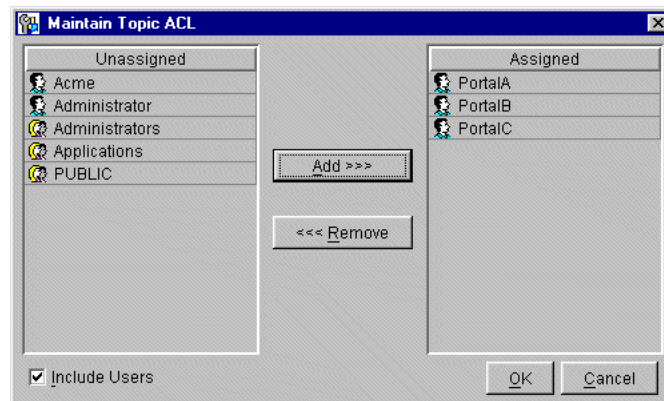 Maintain Topic ACL
Unassigned
Acme
Administrator
Administrators
Applications
PUBLIC
Add >>>
<<< Remove
Assigned
PortalA
PortalB
PortalC
Include Users
OK
Cancel